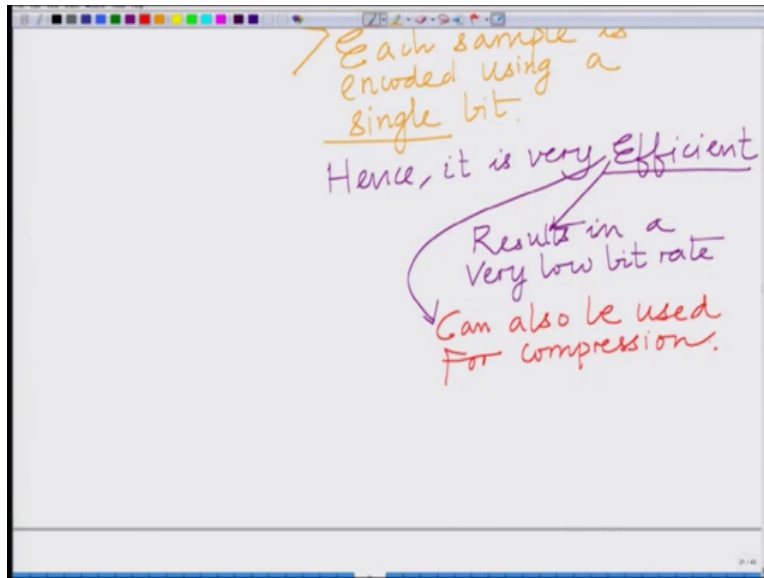 Each sample is
encoded using a
single bit.
Hence, it is very Efficient
Results in a
Very low bit rate
Can also be used
For compression.